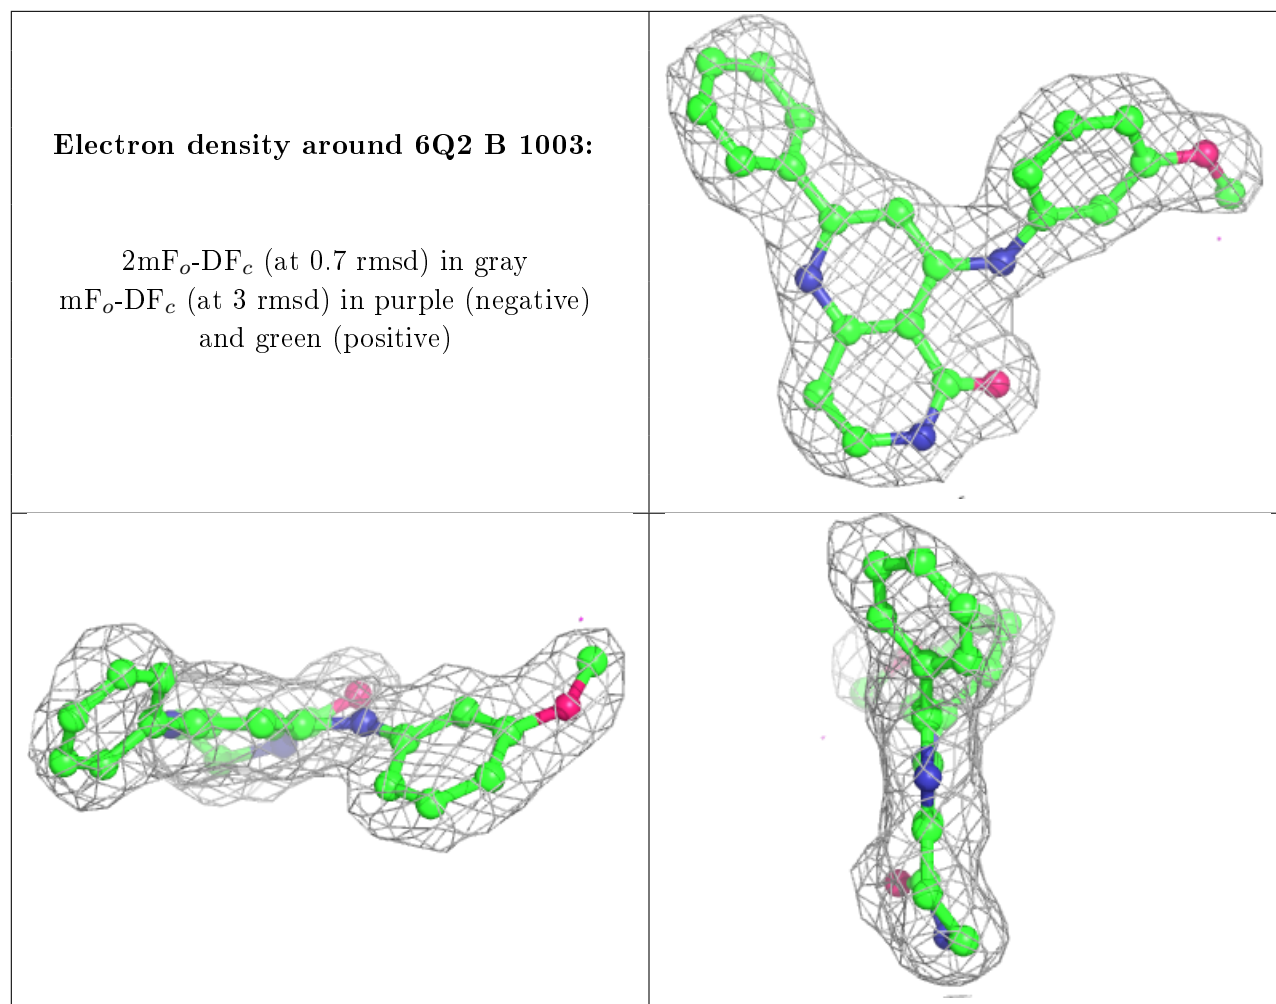 Electron density around 6Q2 B 1003:
2mFₒ-DF𝒸 (at 0.7 rmsd) in gray
mFₒ-DF𝒸 (at 3 rmsd) in purple (negative)
and green (positive)